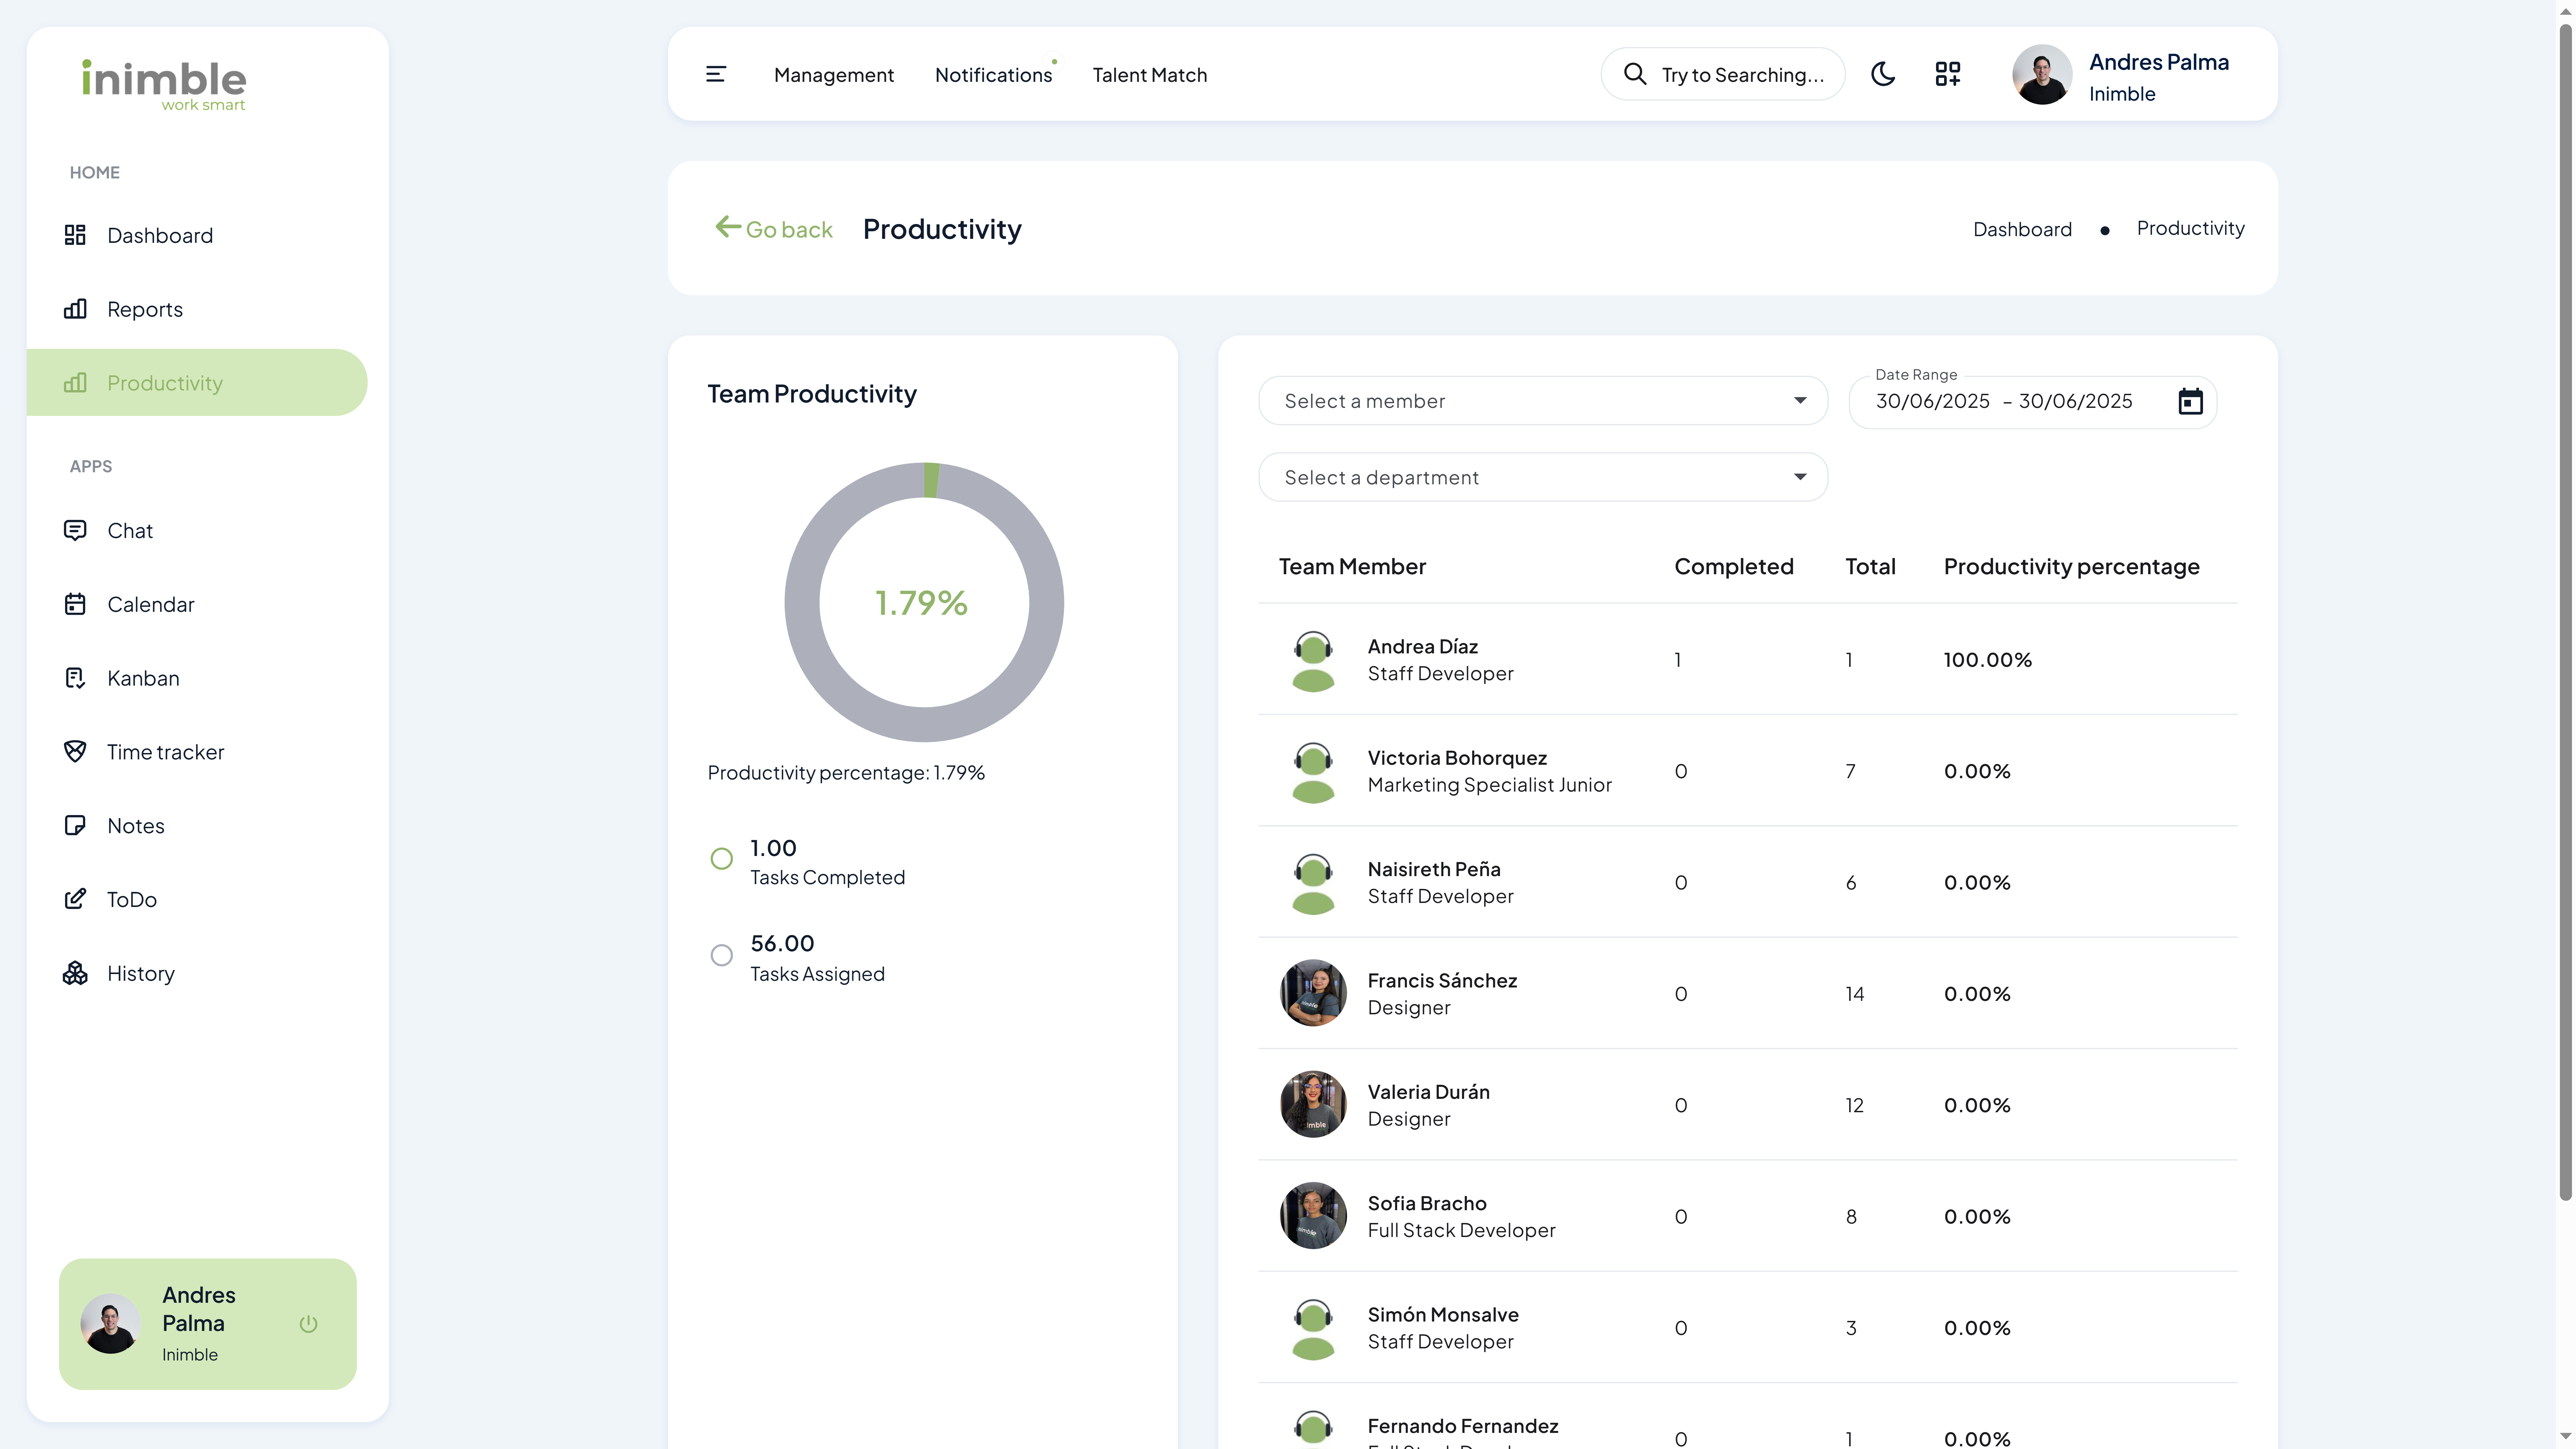 inimble
work smart
HOME
Dashboard
Reports
Productivity
APPS
Chat
Calendar
Kanban
Time tracker
Notes
ToDo
History
Andres
Palma
Inimble
Management
Notifications
Talent Match
Try to Searching...
Andres Palma
Inimble
Go back
Productivity
Dashboard • Productivity
Team Productivity
1.79%
Productivity percentage: 1.79%
1.00
Tasks Completed
56.00
Tasks Assigned
Select a member
Date Range
30/06/2025 – 30/06/2025
Select a department
Team Member Completed Total Productivity percentage
Andrea Díaz
Staff Developer
1 1 100.00%
Victoria Bohorquez
Marketing Specialist Junior
0 7 0.00%
Naisireth Peña
Staff Developer
0 6 0.00%
Francis Sánchez
Designer
0 14 0.00%
Valeria Durán
Designer
0 12 0.00%
Sofia Bracho
Full Stack Developer
0 8 0.00%
Simón Monsalve
Staff Developer
0 3 0.00%
Fernando Fernandez
0 1 0.00%